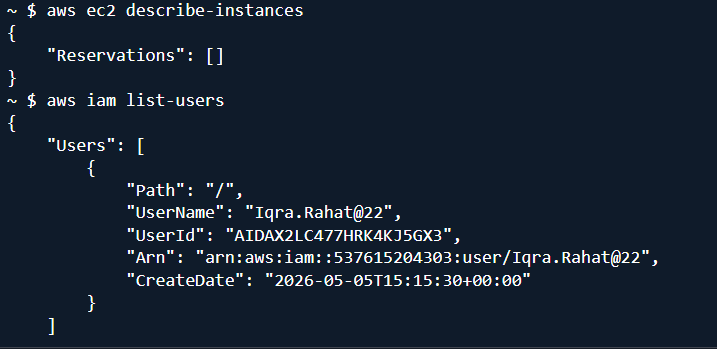 ~ $ aws ec2 describe-instances
{
    "Reservations": []
}
~ $ aws iam list-users
{
    "Users": [
        {
            "Path": "/",
            "UserName": "Iqra.Rahat@22",
            "UserId": "AIDAX2LC477HRK4KJ5GX3",
            "Arn": "arn:aws:iam::537615204303:user/Iqra.Rahat@22",
            "CreateDate": "2026-05-05T15:15:30+00:00"
        }
    ]